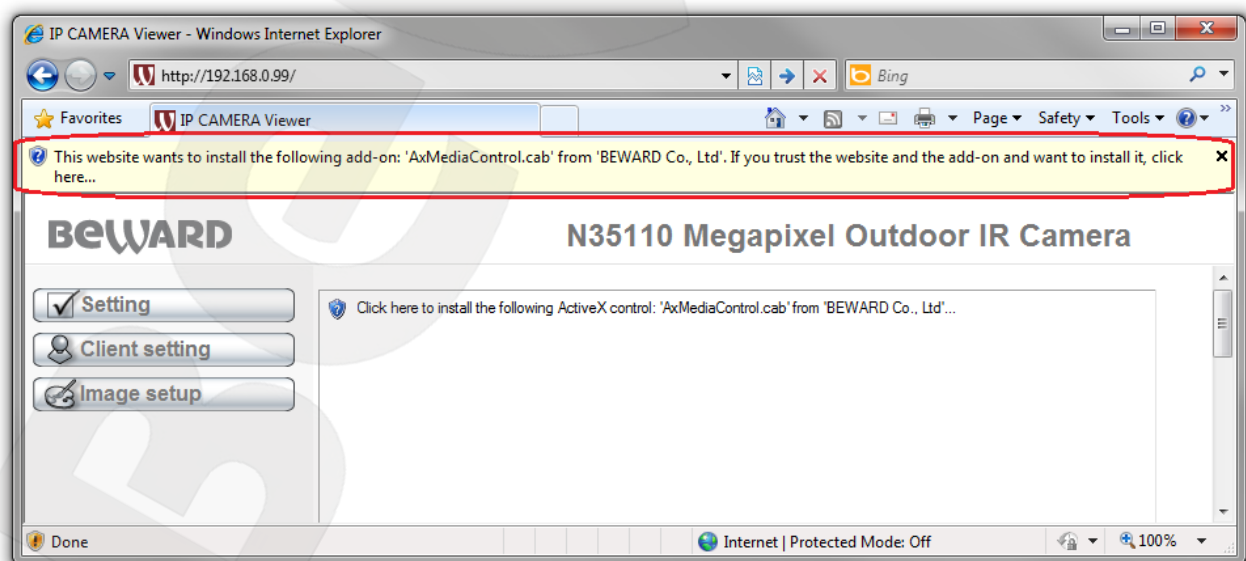 IP CAMERA Viewer - Windows Internet Explorer
http://192.168.0.99/
Bing
Favorites
IP CAMERA Viewer
Page
Safety
Tools
This website wants to install the following add-on: 'AxMediaControl.cab' from 'BEWARD Co., Ltd'. If you trust the website and the add-on and want to install it, click
here...
BEWARD
N35110 Megapixel Outdoor IR Camera
Setting
Client setting
Image setup
Click here to install the following ActiveX control: 'AxMediaControl.cab' from 'BEWARD Co., Ltd'...
Done
Internet | Protected Mode: Off
100%